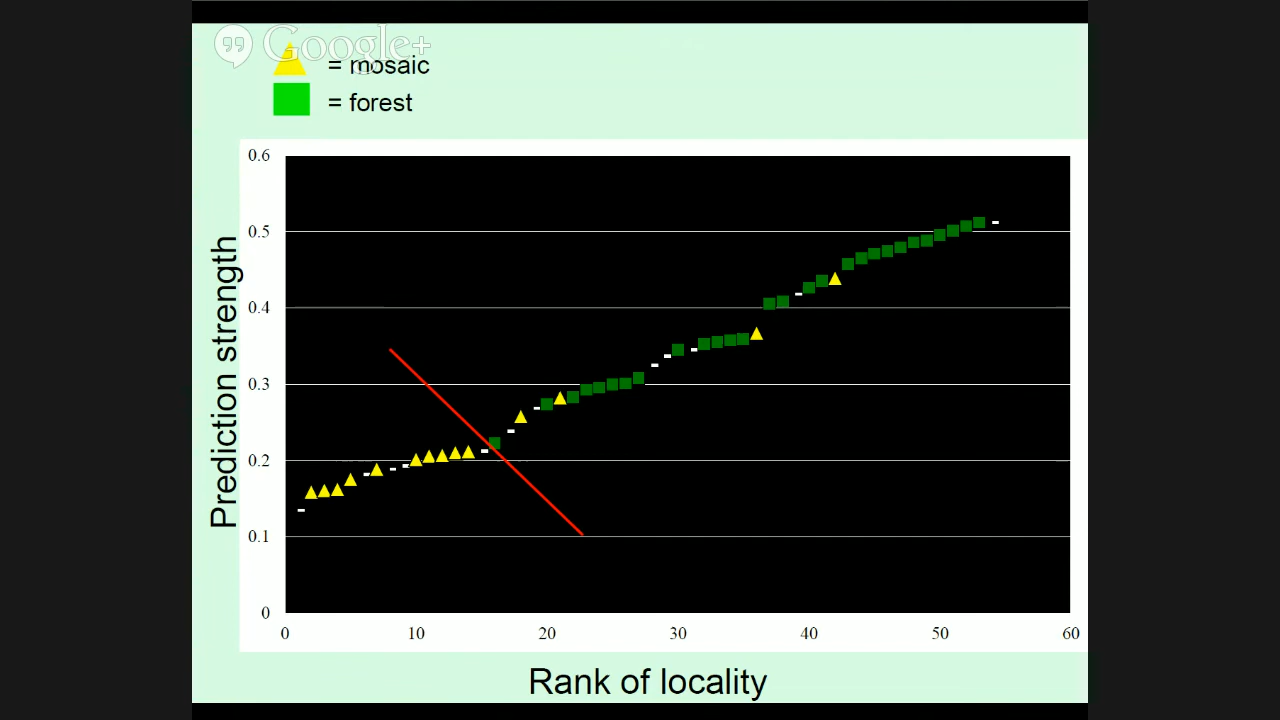 Google+
= mosaic
= forest
0.6
0.5
0.4
0.3
0.2
0.1
0
Prediction strength
0 10 20 30 40 50 60
Rank of locality